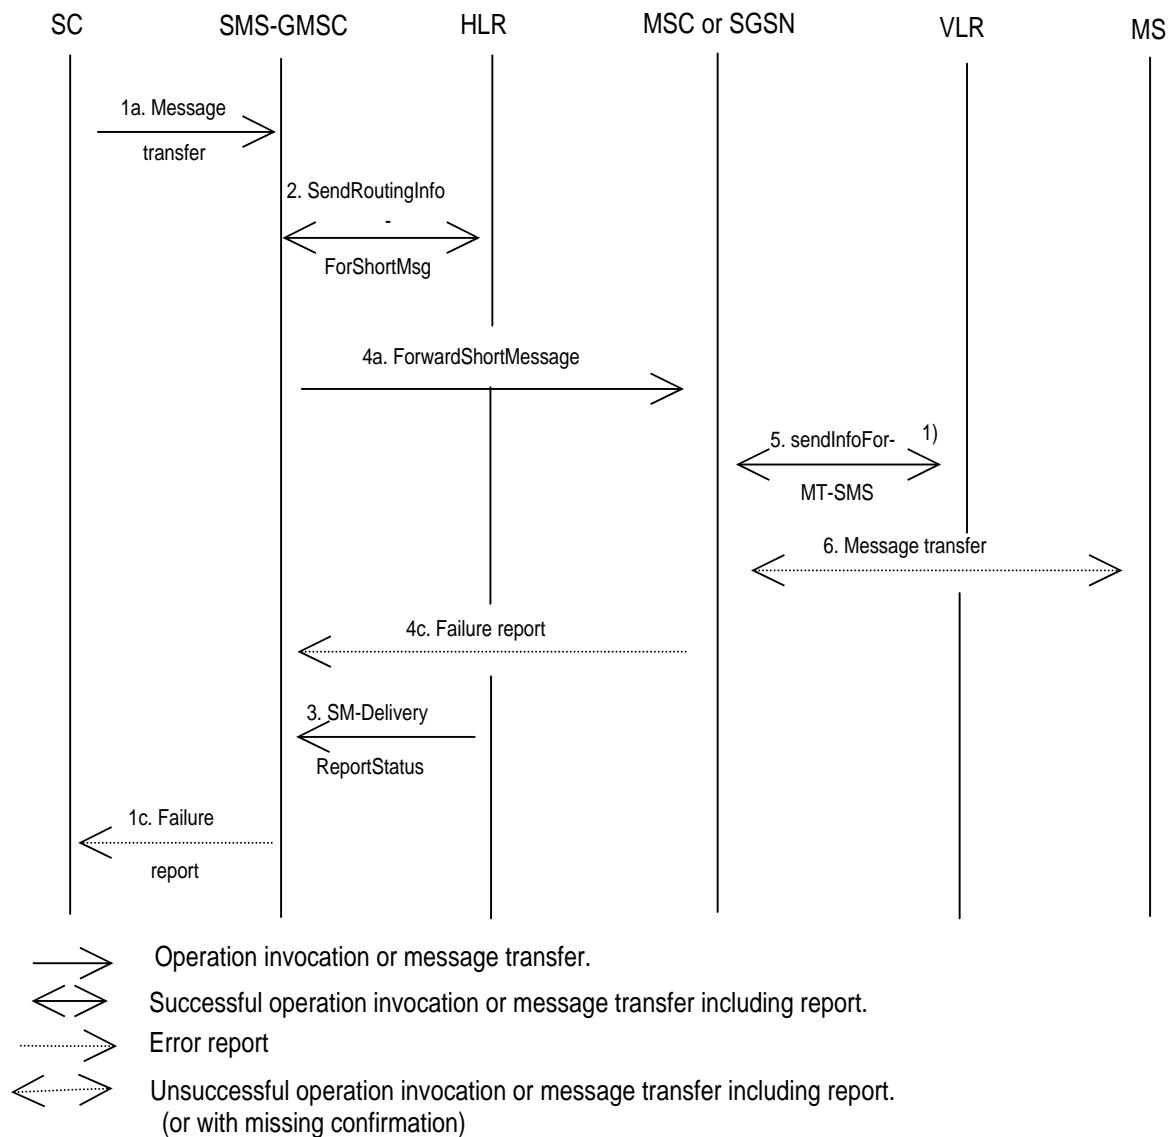 SC SMS-GMSC HLR MSC or SGSN VLR MS
1a. Message
transfer
2. SendRoutingInfo
-
ForShortMsg
4a. ForwardShortMessage
5. sendInfoFor- 1)
MT-SMS
6. Message transfer
4c. Failure report
3. SM-Delivery
ReportStatus
1c. Failure
report
Operation invocation or message transfer.
Successful operation invocation or message transfer including report.
Error report
Unsuccessful operation invocation or message transfer including report.
(or with missing confirmation)